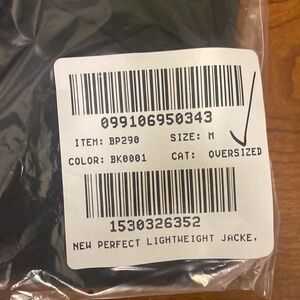 099106950343
ITEM: BP290 SIZE: M
COLOR: BK0001 CAT: OVERSIZED
1530326352
NEW PERFECT LIGHTWEIGHT JACKE,